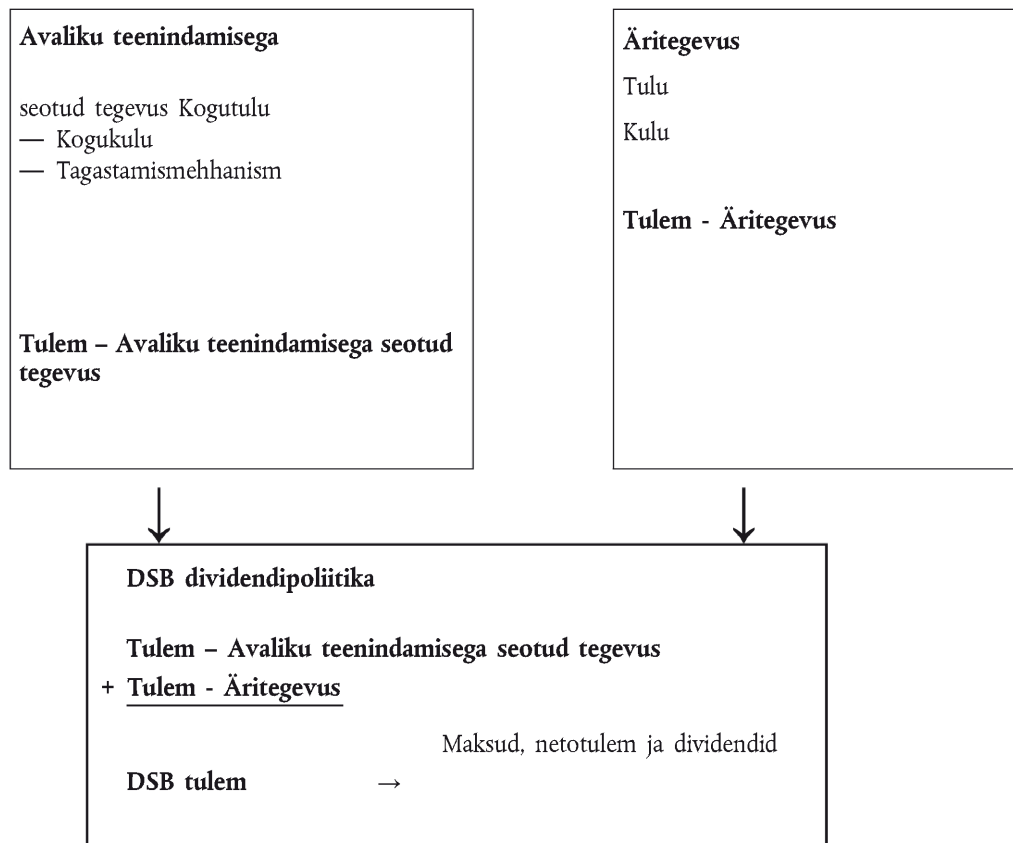 Avaliku teenindamisega
seotud tegevus Kogutulu
— Kogukulu
— Tagastamismehhanism
Tulem – Avaliku teenindamisega seotud
tegevus
Äritegevus
Tulu
Kulu
Tulem - Äritegevus
DSB dividendipoliitika
Tulem – Avaliku teenindamisega seotud tegevus
+ Tulem - Äritegevus
Maksud, netotulem ja dividendid
DSB tulem →